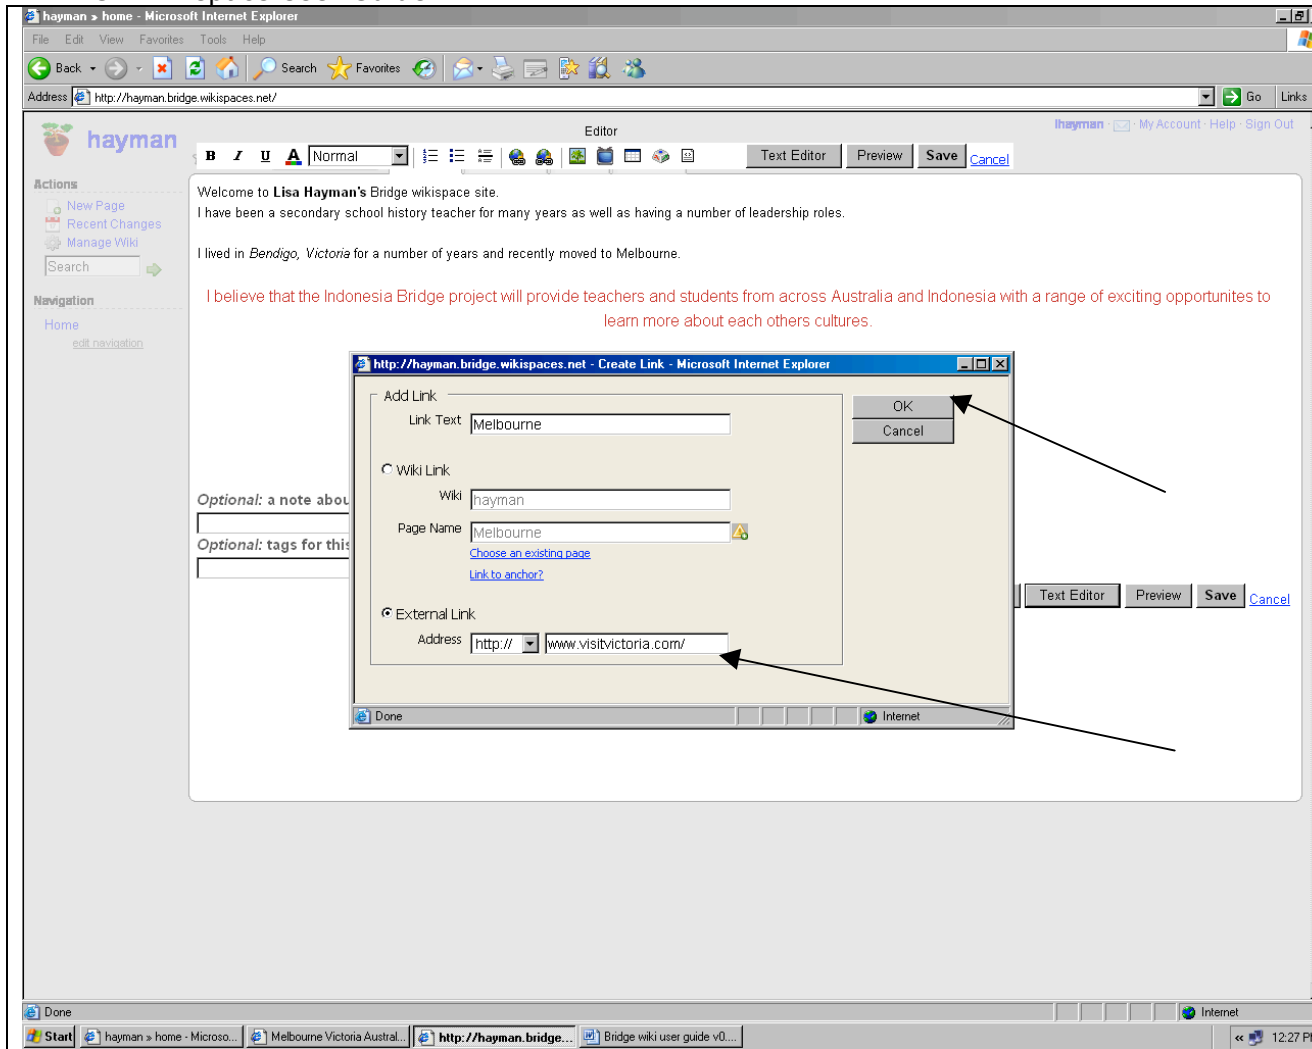 hayman » home - Microsoft Internet Explorer
File Edit View Favorites Tools Help
Back Search Favorites
Address http://hayman.bridge.wikispaces.net/ Go Links
hayman
lhayman · My Account · Help · Sign Out
Editor
B I U A Normal Text Editor Preview Save Cancel
Actions
New Page
Recent Changes
Manage Wiki
Search
Navigation
Home
edit navigation
Welcome to Lisa Hayman's Bridge wikispace site.
I have been a secondary school history teacher for many years as well as having a number of leadership roles.
I lived in Bendigo, Victoria for a number of years and recently moved to Melbourne.
I believe that the Indonesia Bridge project will provide teachers and students from across Australia and Indonesia with a range of exciting opportunites to
learn more about each others cultures.
http://hayman.bridge.wikispaces.net - Create Link - Microsoft Internet Explorer
Add Link
Link Text Melbourne
OK
Cancel
Wiki Link
Wiki hayman
Page Name Melbourne
Choose an existing page
Link to anchor?
External Link
Address http:// www.visitvictoria.com/
Done Internet
Optional: a note abou
Optional: tags for this
Text Editor Preview Save Cancel
Done Internet
Start hayman » home - Microso... Melbourne Victoria Austral... http://hayman.bridge... Bridge wiki user guide v0.... « 12:27 P